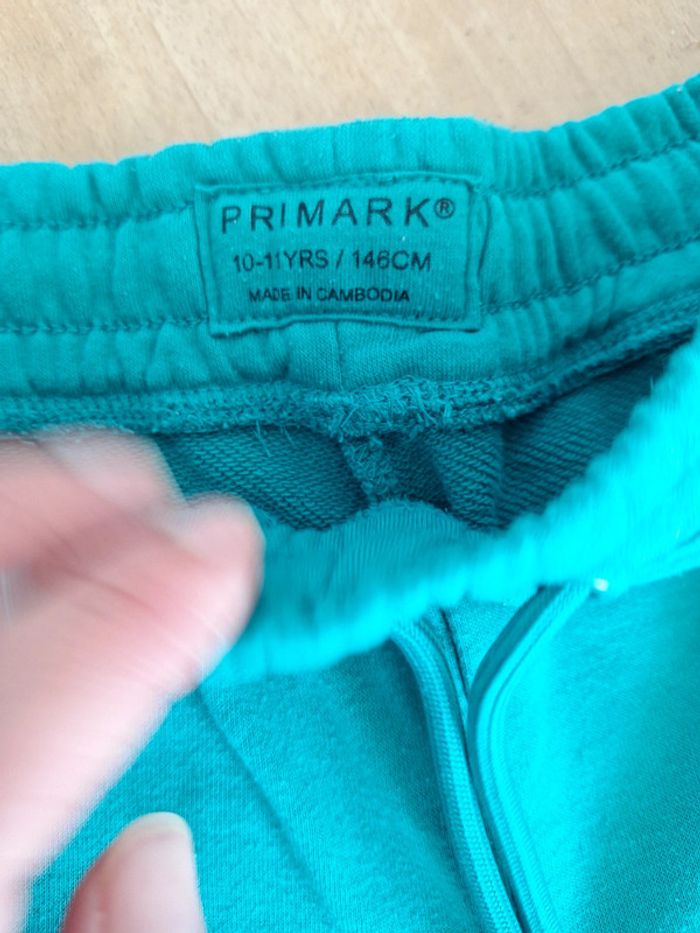 PRIMARK®
10-11YRS / 146CM
MADE IN CAMBODIA